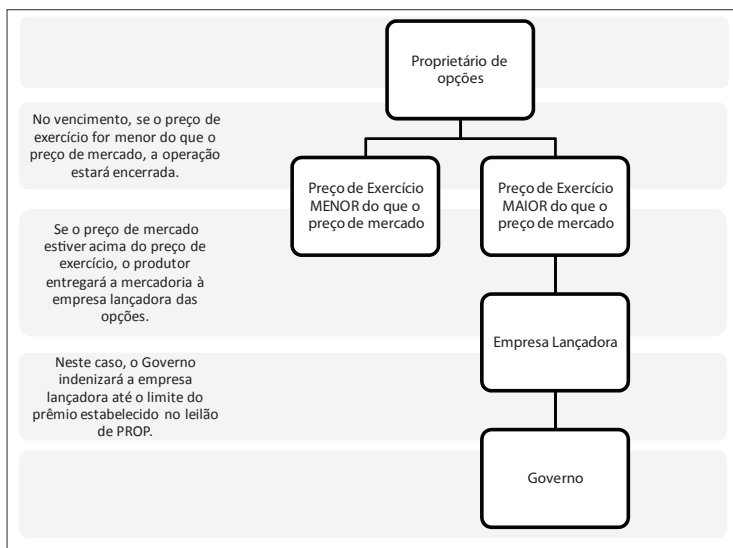 Proprietário de
opções
No vencimento, se o preço de
exercício for menor do que o
preço de mercado, a operação
estará encerrada.
Preço de Exercício
MENOR do que o
preço de mercado
Preço de Exercício
MAIOR do que o
preço de mercado
Se o preço de mercado
estiver acima do preço de
exercício, o produtor
entregará a mercadoria à
empresa lançadora das
opções.
Empresa Lançadora
Neste caso, o Governo
indenizará a empresa
lançadora até o limite do
prêmio estabelecido no leilão
de PROP.
Governo